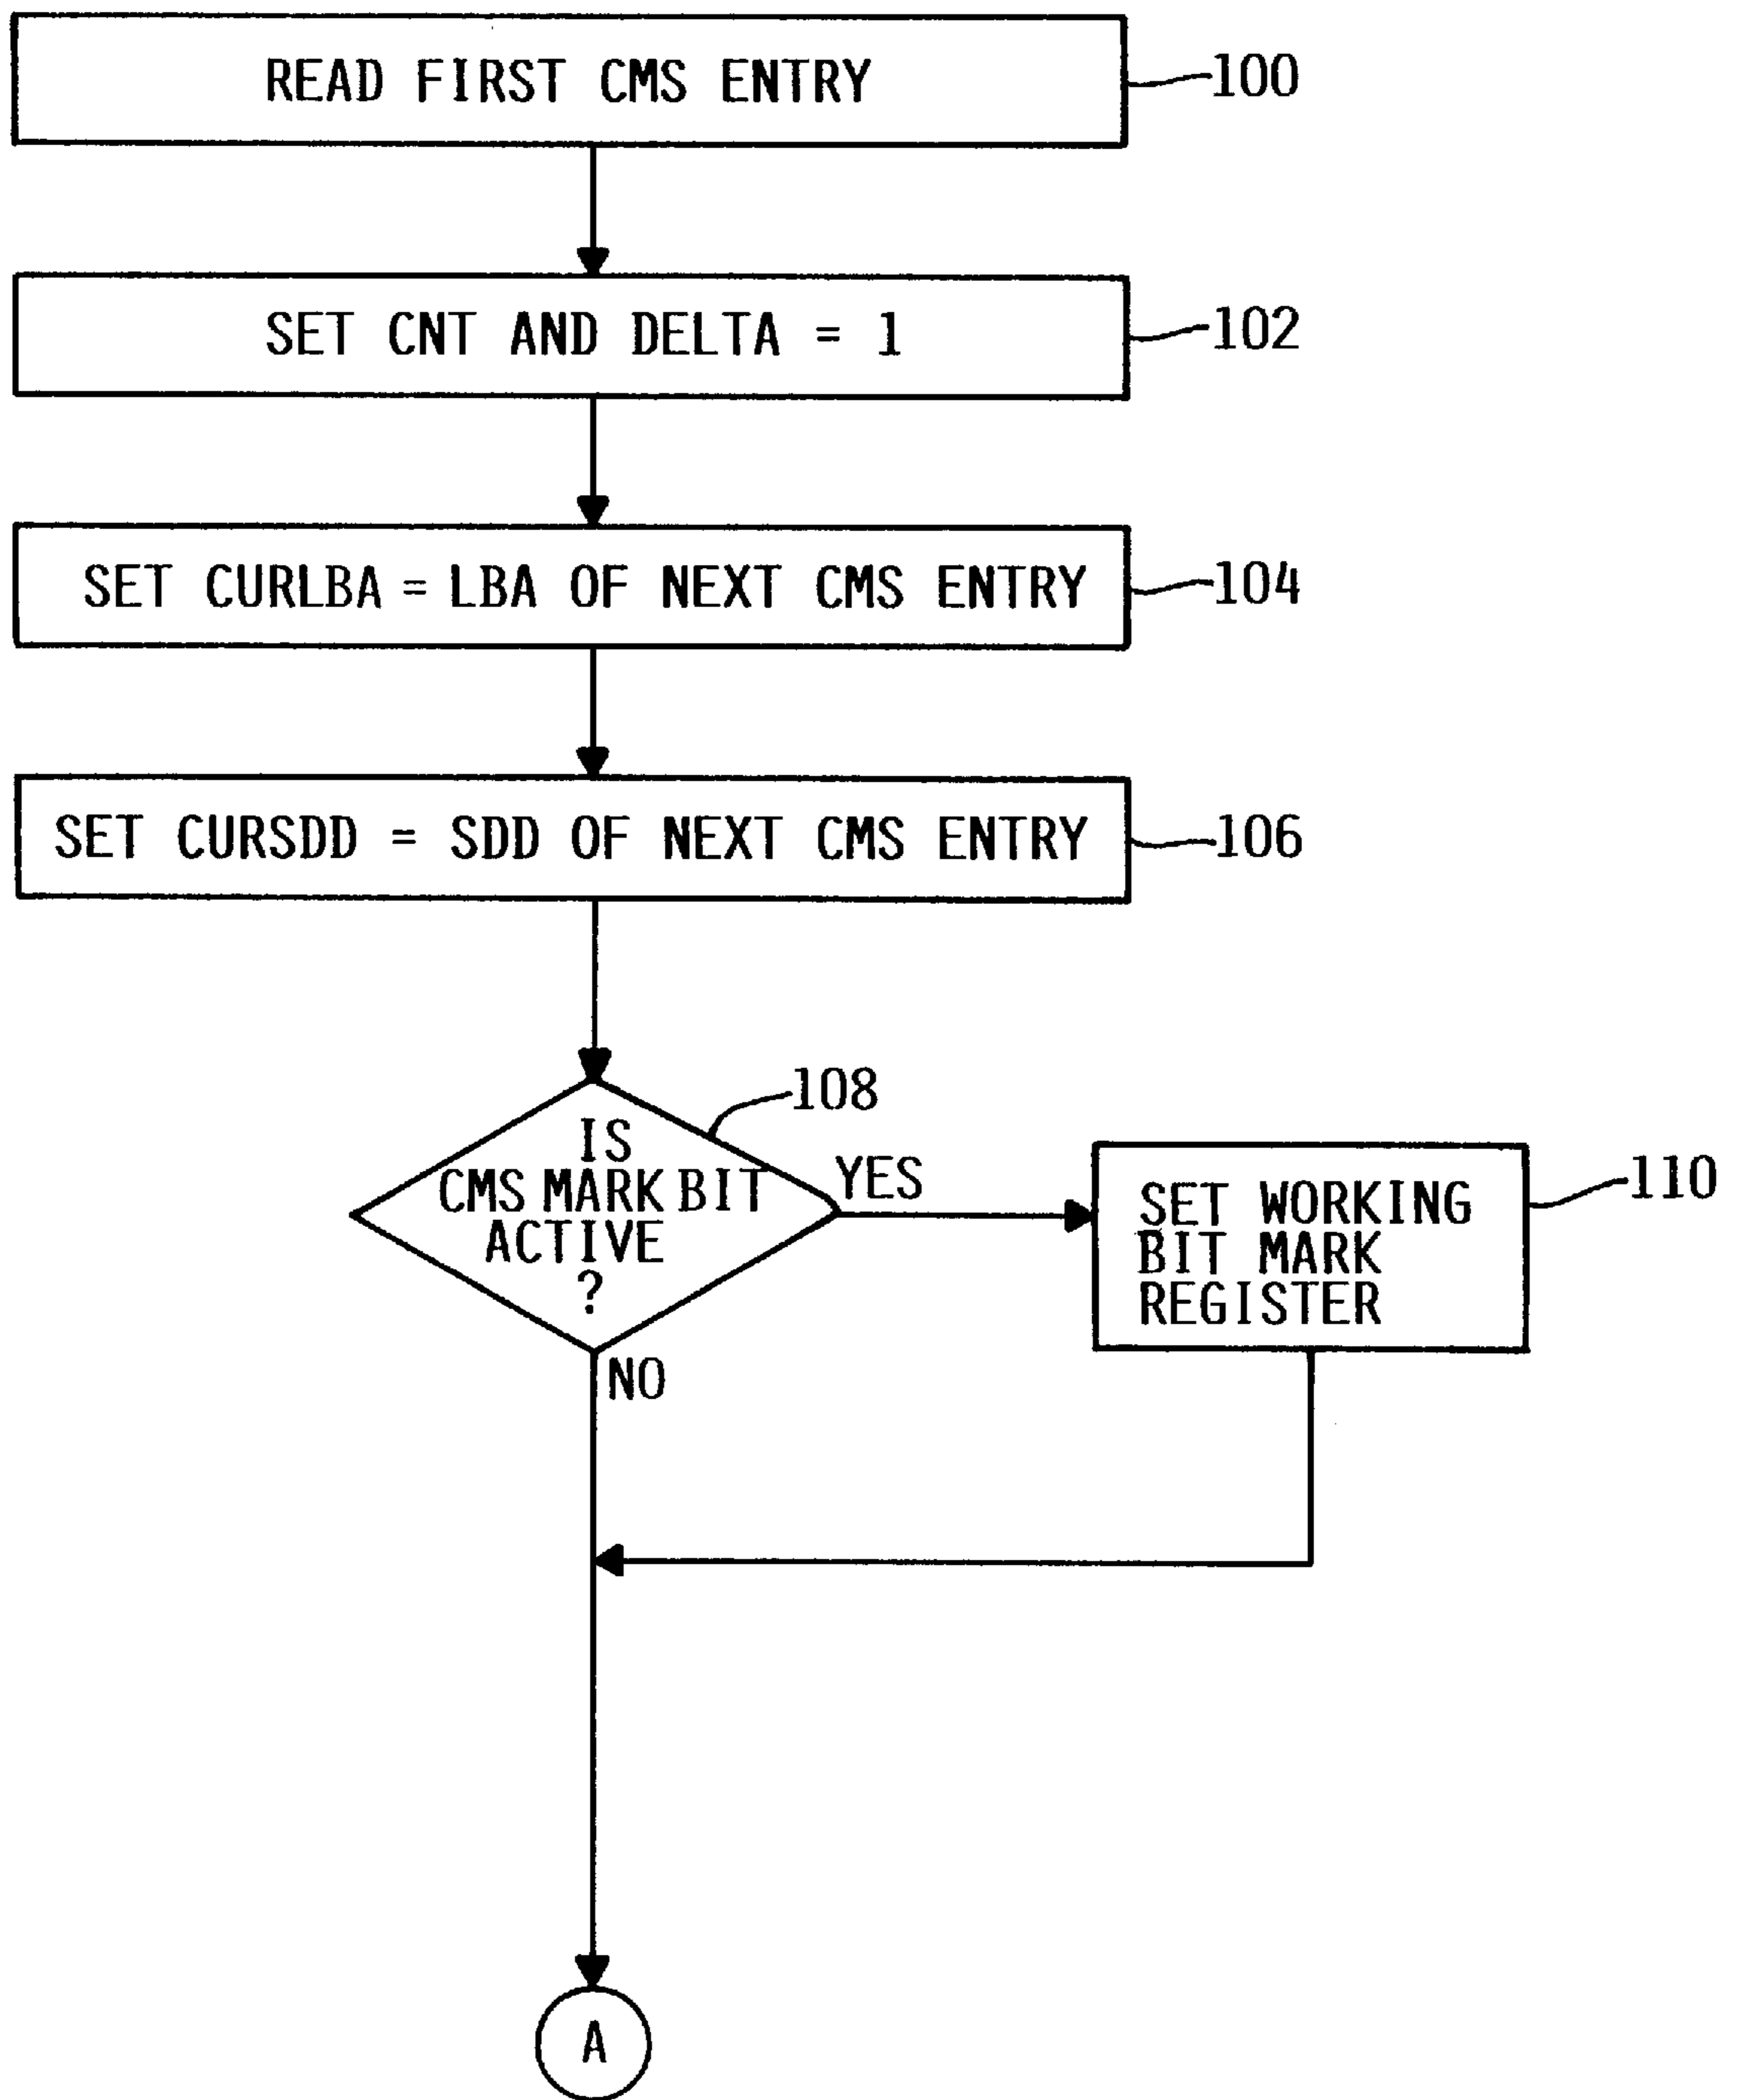 READ FIRST CMS ENTRY
100
SET CNT AND DELTA = 1
102
SET CURLBA = LBA OF NEXT CMS ENTRY
104
SET CURSDD = SDD OF NEXT CMS ENTRY
106
108
IS
CMS MARK BIT
ACTIVE
?
YES
SET WORKING
BIT MARK
REGISTER
110
NO
A